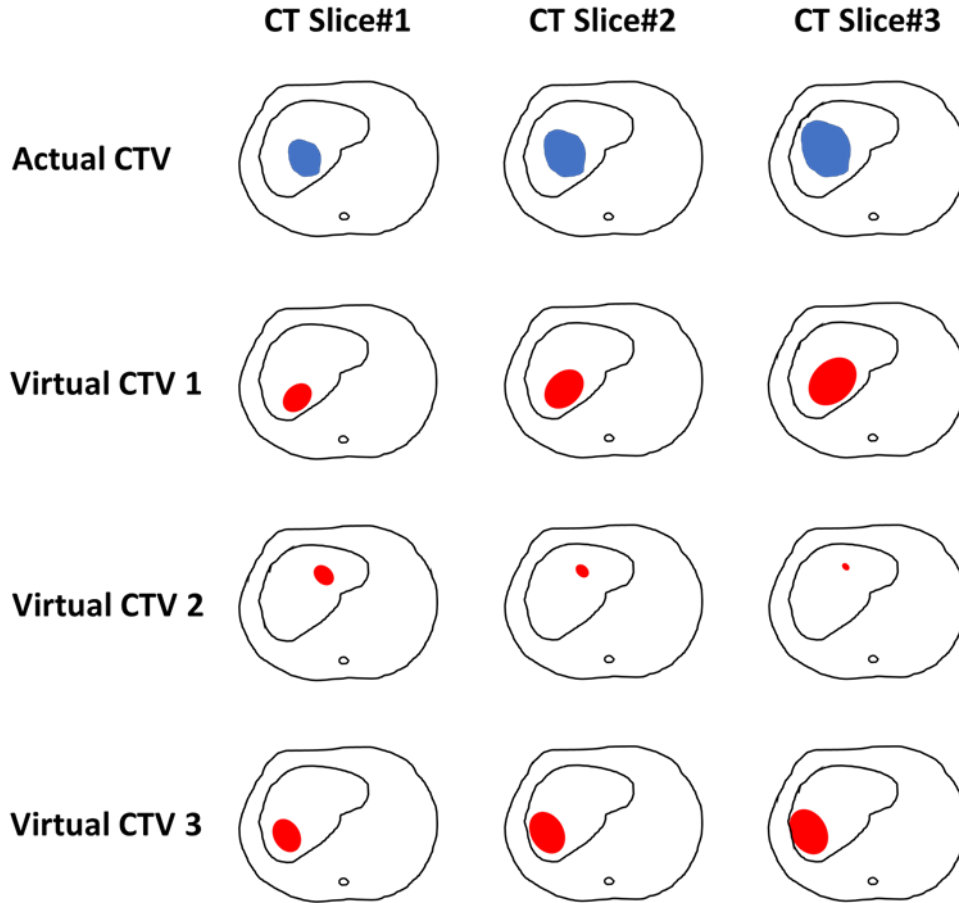 CT Slice#1 CT Slice#2 CT Slice#3
Actual CTV
Virtual CTV 1
Virtual CTV 2
Virtual CTV 3